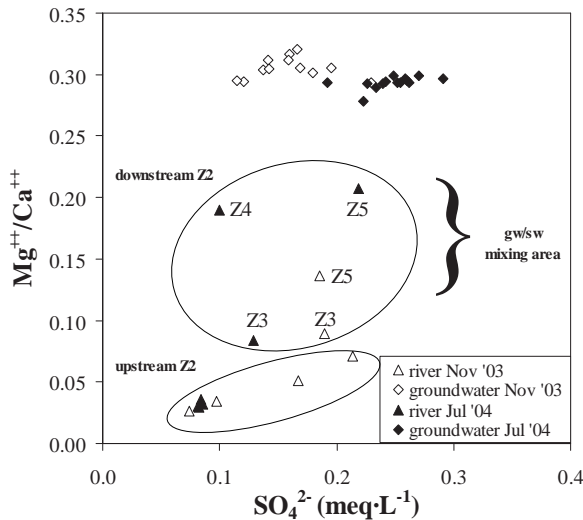 0.35
0.30
0.25
0.20
0.15
0.10
0.05
0.00
Mg++/Ca++
downstream Z2
Z4
Z5
Z5
Z3
Z3
gw/sw
mixing area
upstream Z2
river Nov '03
groundwater Nov '03
river Jul '04
groundwater Jul '04
0.0
0.1
0.2
0.3
0.4
SO₄²⁻ (meq·L⁻¹)